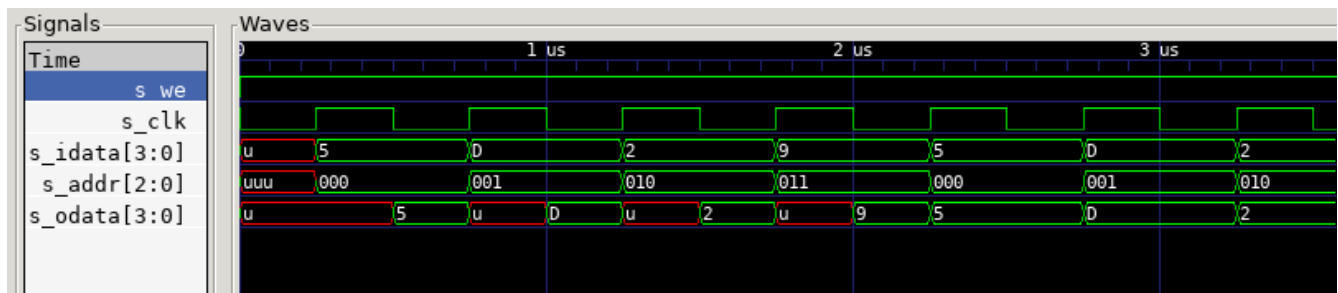 Signals Waves
Time 0 1 us 2 us 3 us
s_we
s_clk
s_idata[3:0] u 5 D 2 9 5 D 2
s_addr[2:0] uuu 000 001 010 011 000 001 010
s_odata[3:0] u 5 u D u 2 u 9 5 D 2